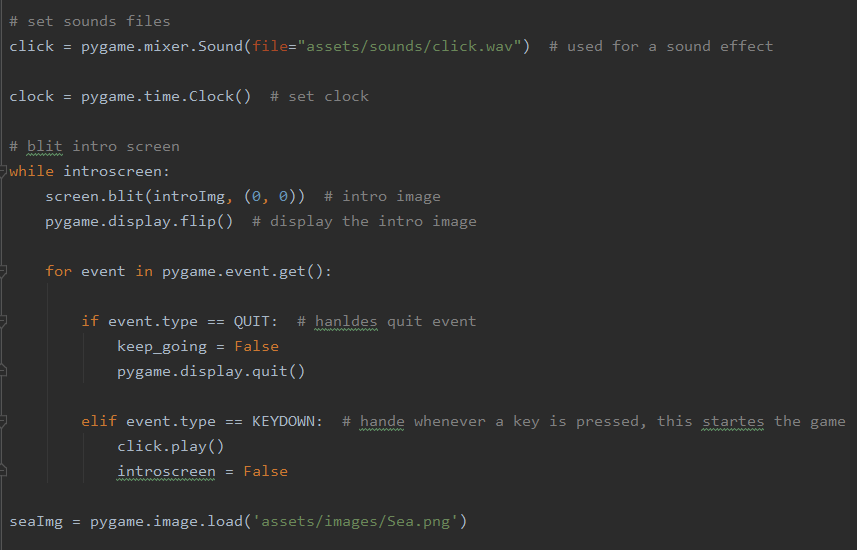 # set sounds files
click = pygame.mixer.Sound(file="assets/sounds/click.wav")  # used for a sound effect
clock = pygame.time.Clock()  # set clock
# blit intro screen
while introscreen:
screen.blit(introImg, (0, 0))  # intro image
pygame.display.flip()  # display the intro image
for event in pygame.event.get():
if event.type == QUIT:  # hanldes quit event
keep_going = False
pygame.display.quit()
elif event.type == KEYDOWN:  # hande whenever a key is pressed, this startes the game
click.play()
introscreen = False
seaImg = pygame.image.load('assets/images/Sea.png')